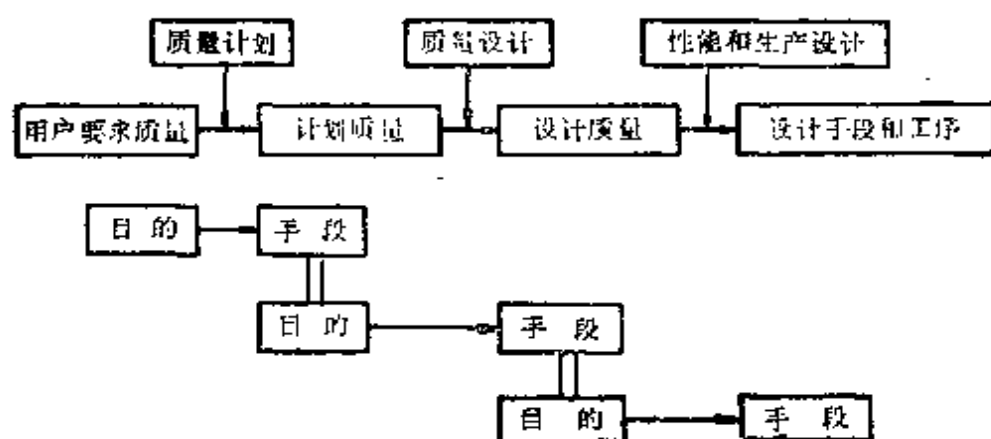 质量计划 质量设计 性能和生产设计
用户要求质量 计划质量 设计质量 设计手段和工序
目的 手段
目的 手段
目的 手段